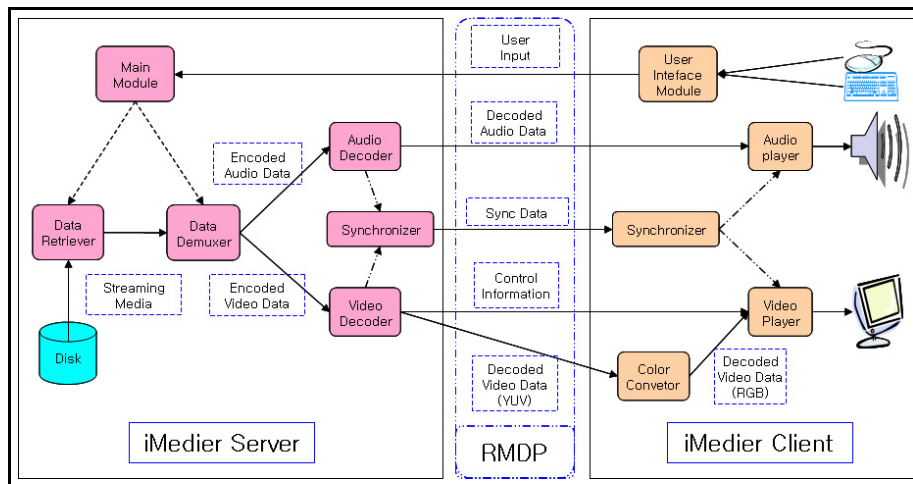 User
Input
Main
Module
User
Inteface
Module
Decoded
Audio Data
Audio
Decoder
Audio
player
Encoded
Audio Data
Data
Retriever
Data
Demuxer
Synchronizer
Sync Data
Synchronizer
Streaming
Media
Encoded
Video Data
Control
Information
Video
Decoder
Video
Player
Disk
Decoded
Video Data
(YUV)
Color
Convetor
Decoded
Video Data
(RGB)
iMedier Server
RMDP
iMedier Client